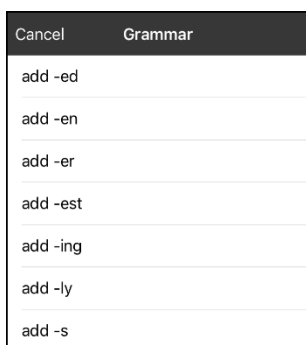 Cancel Grammar
add -ed
add -en
add -er
add -est
add -ing
add -ly
add -s